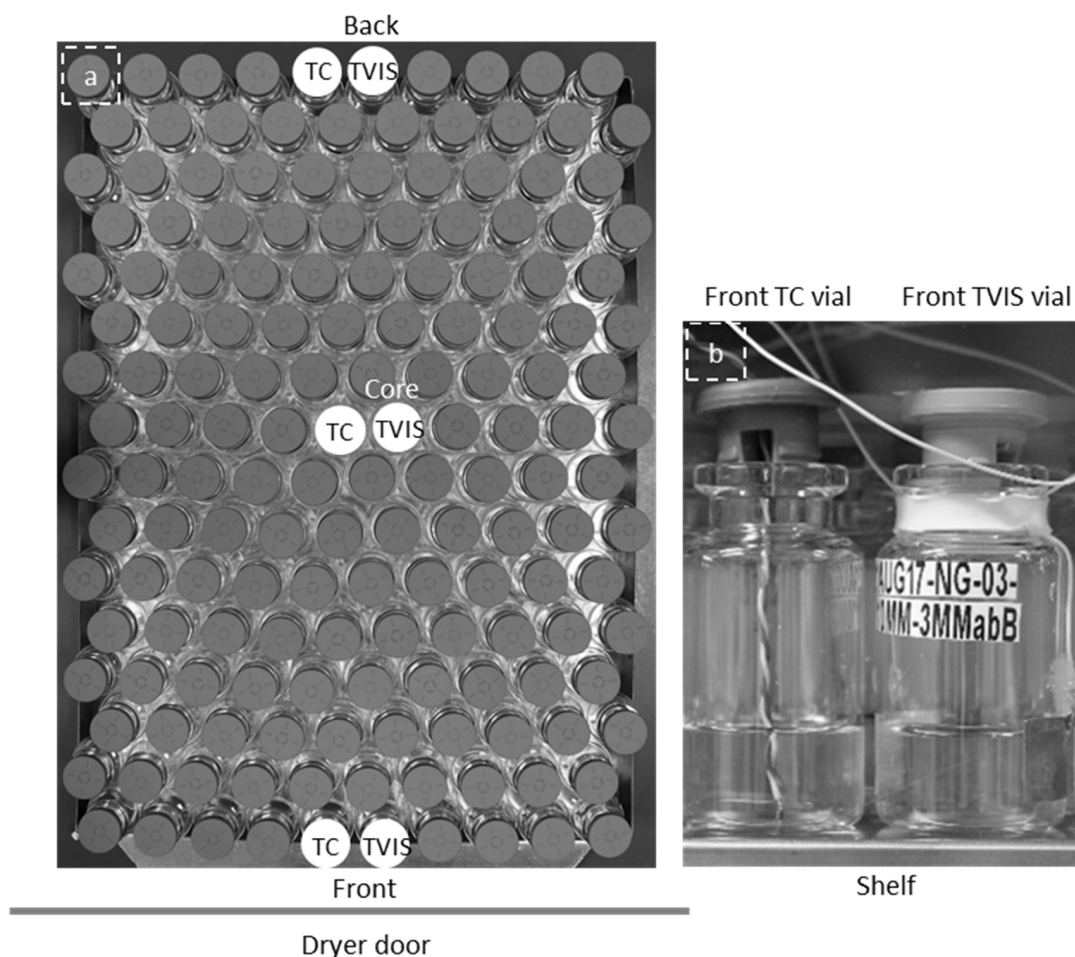 Back
a
TC
TVIS
Core
TC
TVIS
TC
TVIS
Front
Dryer door
Front TC vial
Front TVIS vial
b
AUG17-NG-03-
MM-3MMabB
Shelf